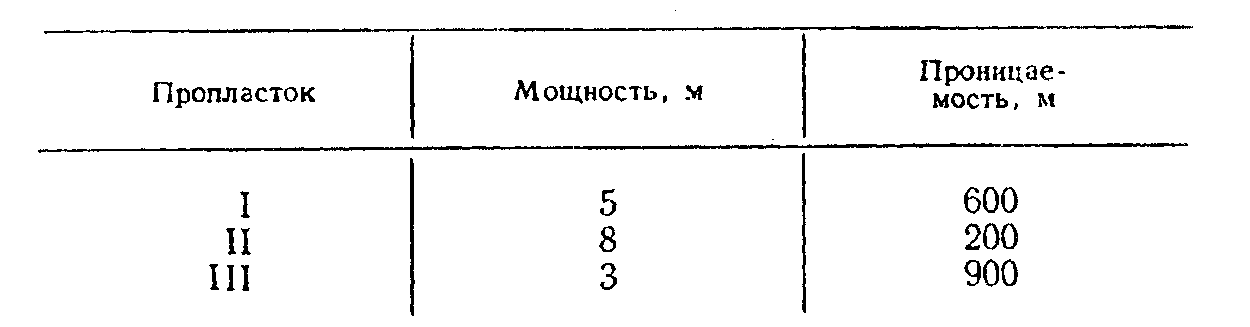 Пропласток Мощность, м Проницае-
мость, м
I 5 600
II 8 200
III 3 900